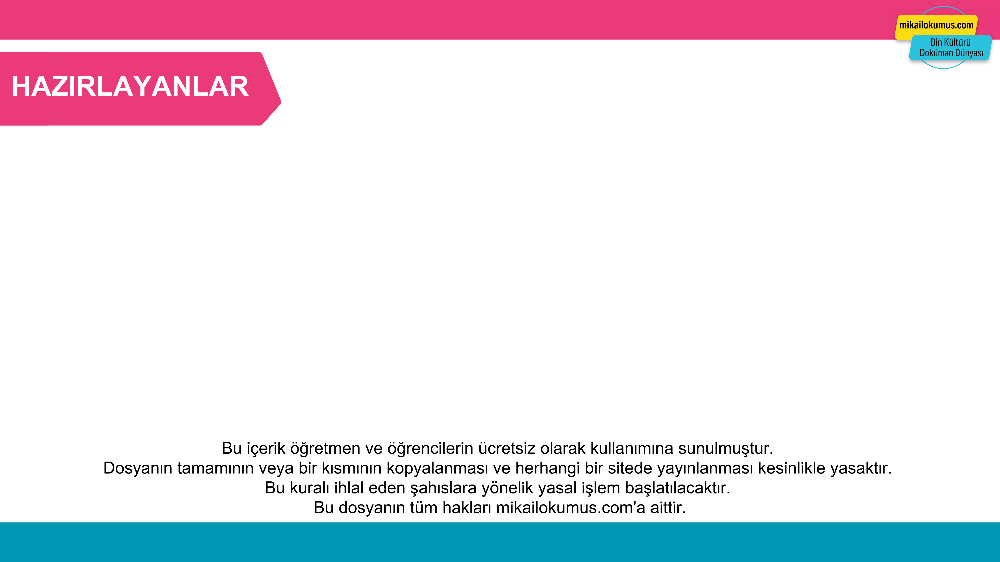 mikailokumus.com
Din Kültürü
Doküman Dünyası
HAZIRLAYANLAR
Bu içerik öğretmen ve öğrencilerin ücretsiz olarak kullanımına sunulmuştur.
Dosyanın tamamının veya bir kısmının kopyalanması ve herhangi bir sitede yayınlanması kesinlikle yasaktır.
Bu kuralı ihlal eden şahıslara yönelik yasal işlem başlatılacaktır.
Bu dosyanın tüm hakları mikailokumus.com'a aittir.